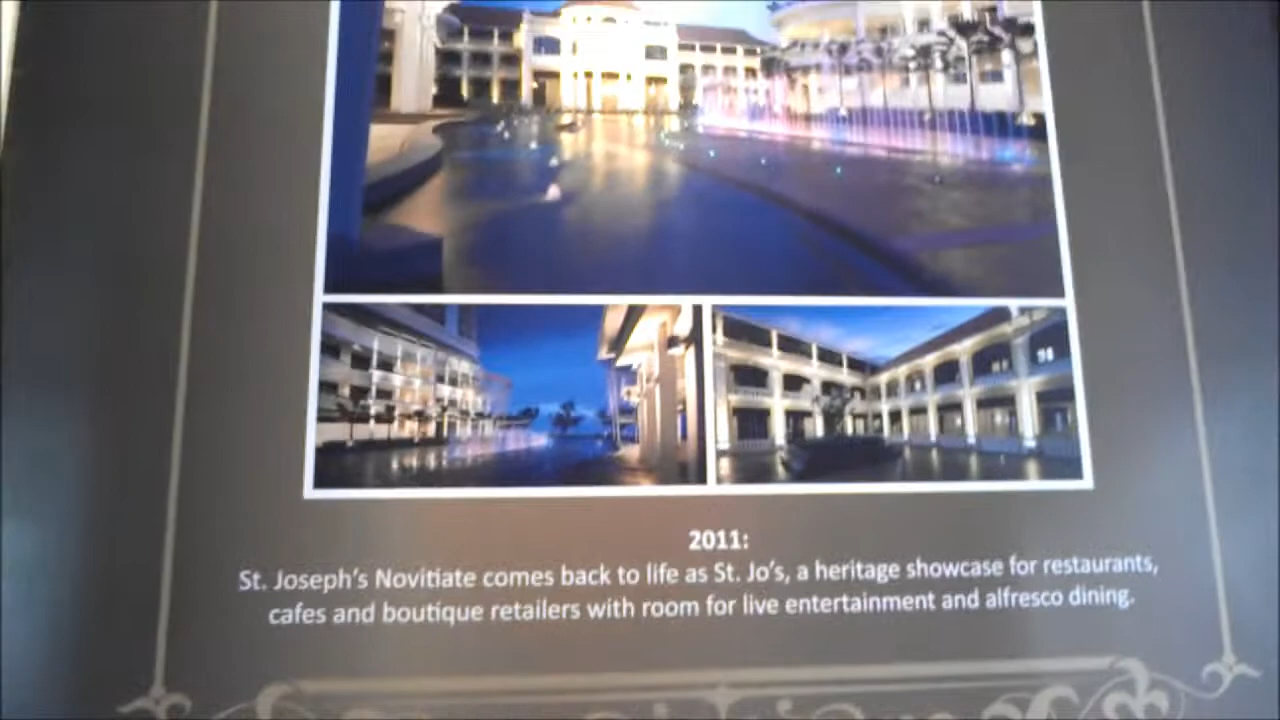 2011:
St. Joseph's Novitiate comes back to life as St. Jo's, a heritage showcase for restaurants,
cafes and boutique retailers with room for live entertainment and alfresco dining.